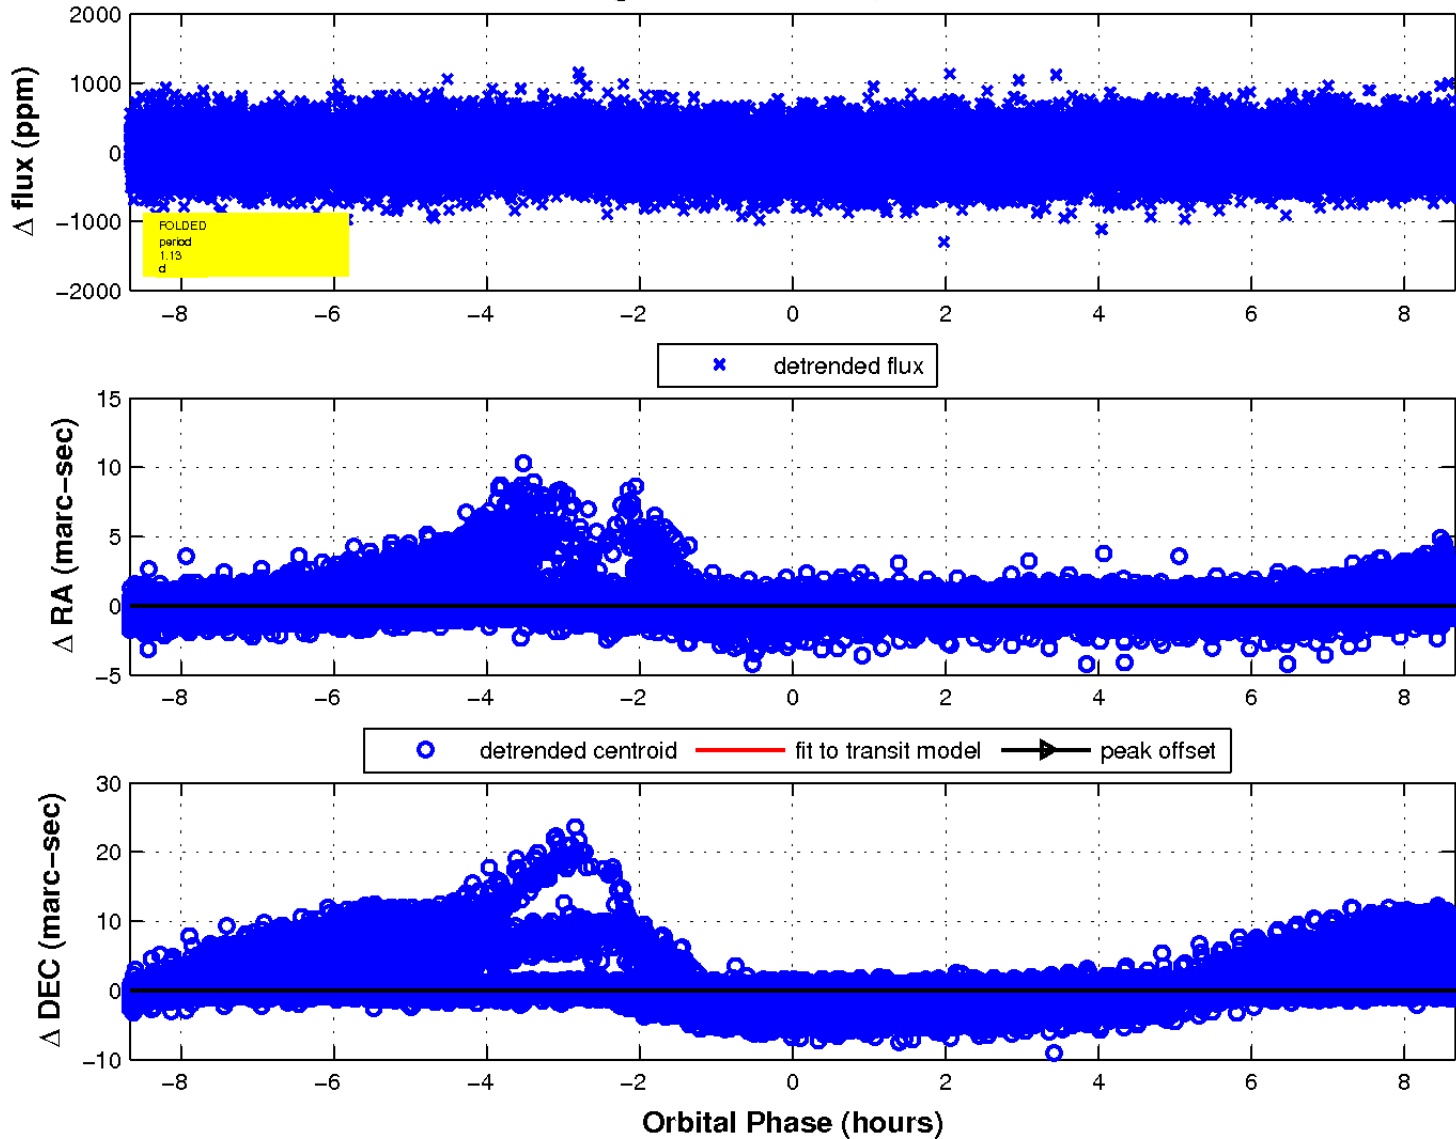 2000
1000
0
−1000
−2000
Δ flux (ppm)
FOLDED
period
1.13
d
−8 −6 −4 −2 0 2 4 6 8
detrended flux
15
10
5
0
−5
Δ RA (marc−sec)
−8 −6 −4 −2 0 2 4 6 8
detrended centroid fit to transit model peak offset
30
20
10
0
−10
Δ DEC (marc−sec)
−8 −6 −4 −2 0 2 4 6 8
Orbital Phase (hours)